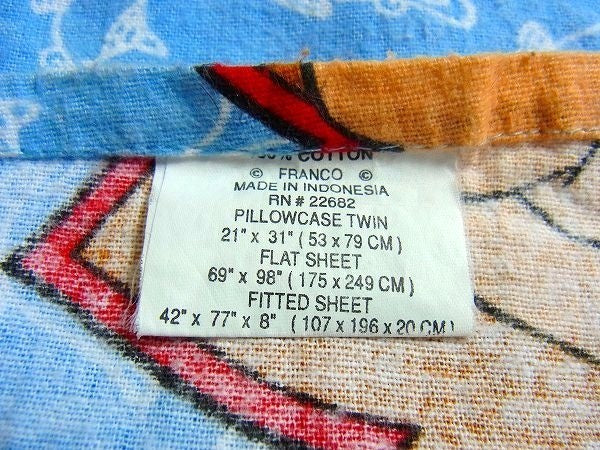 100% COTTON
© FRANCO ©
MADE IN INDONESIA
RN # 22682
PILLOWCASE TWIN
21" x 31" ( 53 x 79 CM )
FLAT SHEET
69" x 98" ( 175 x 249 CM )
FITTED SHEET
42" x 77" x 8" ( 107 x 196 x 20 CM )